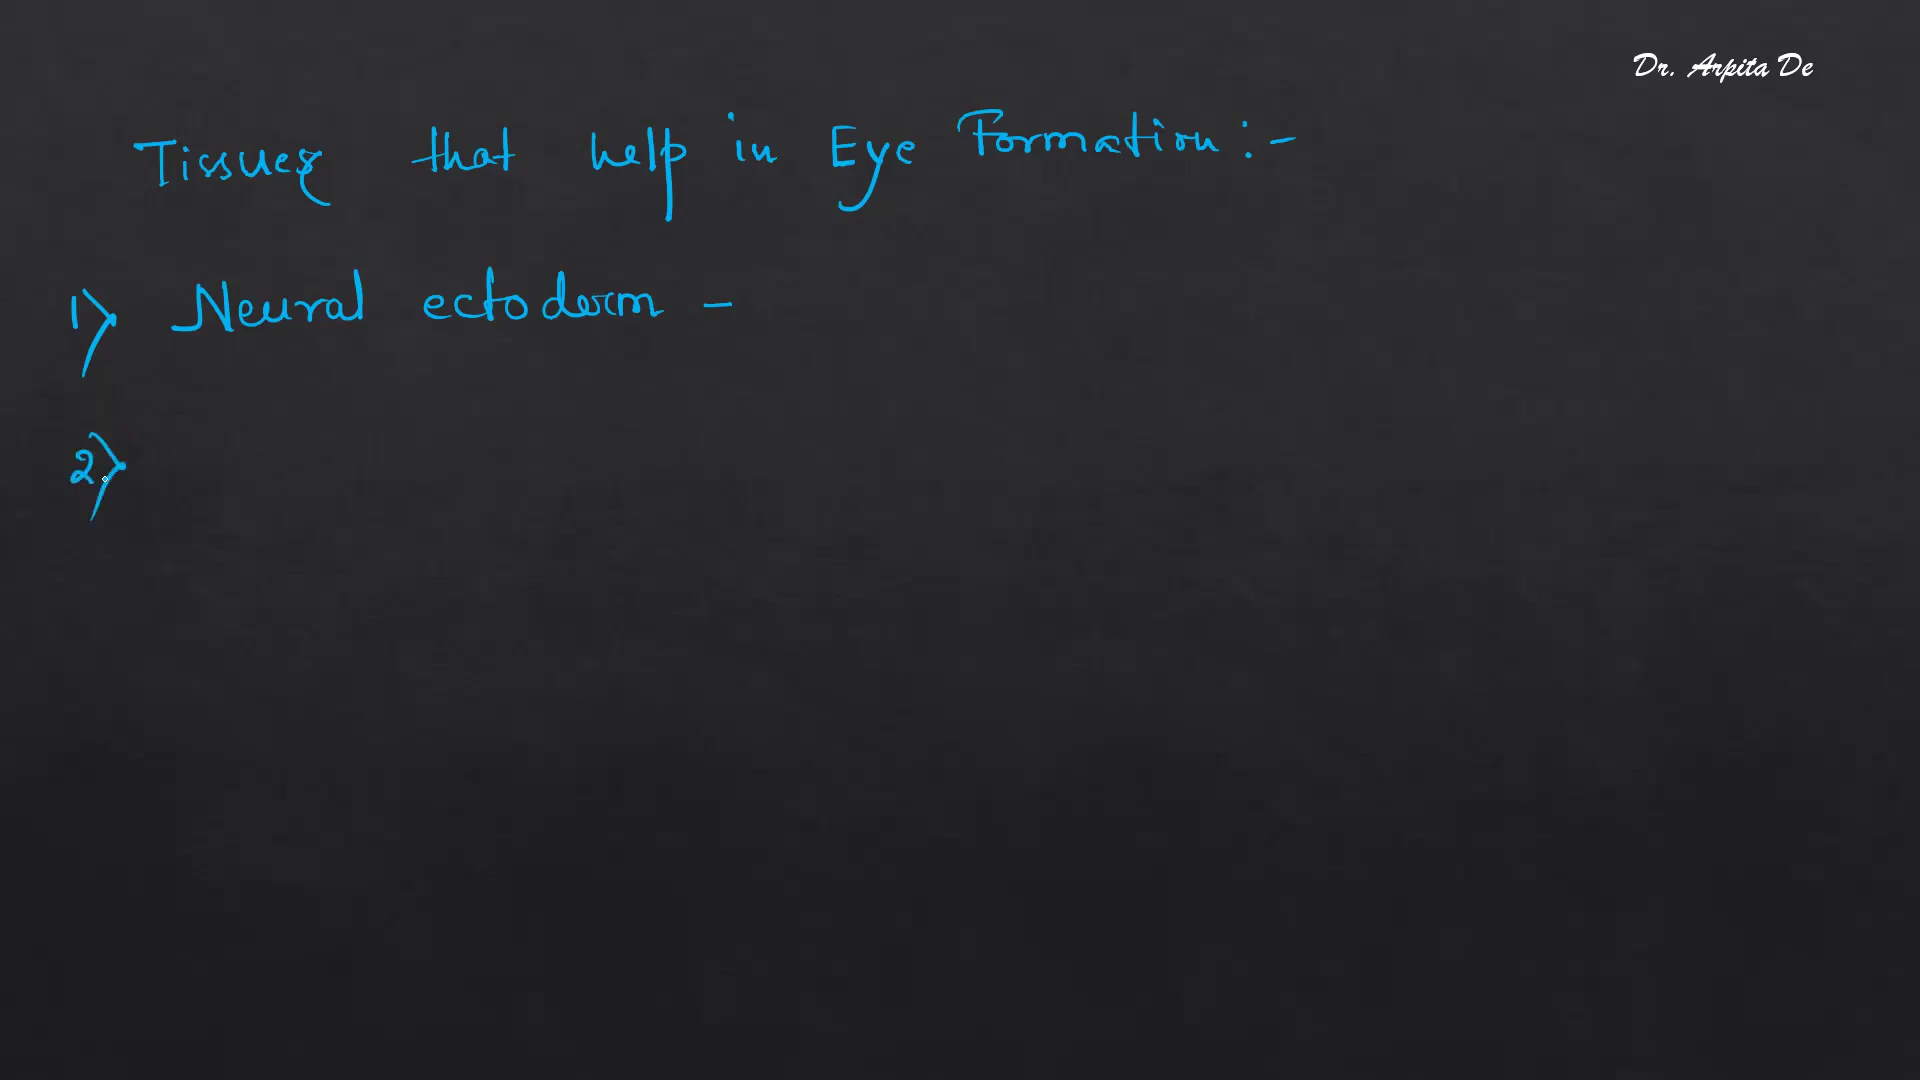 Dr. Arpita De
Tissues that help in Eye Formation :-
1) Neural ectoderm -
2)